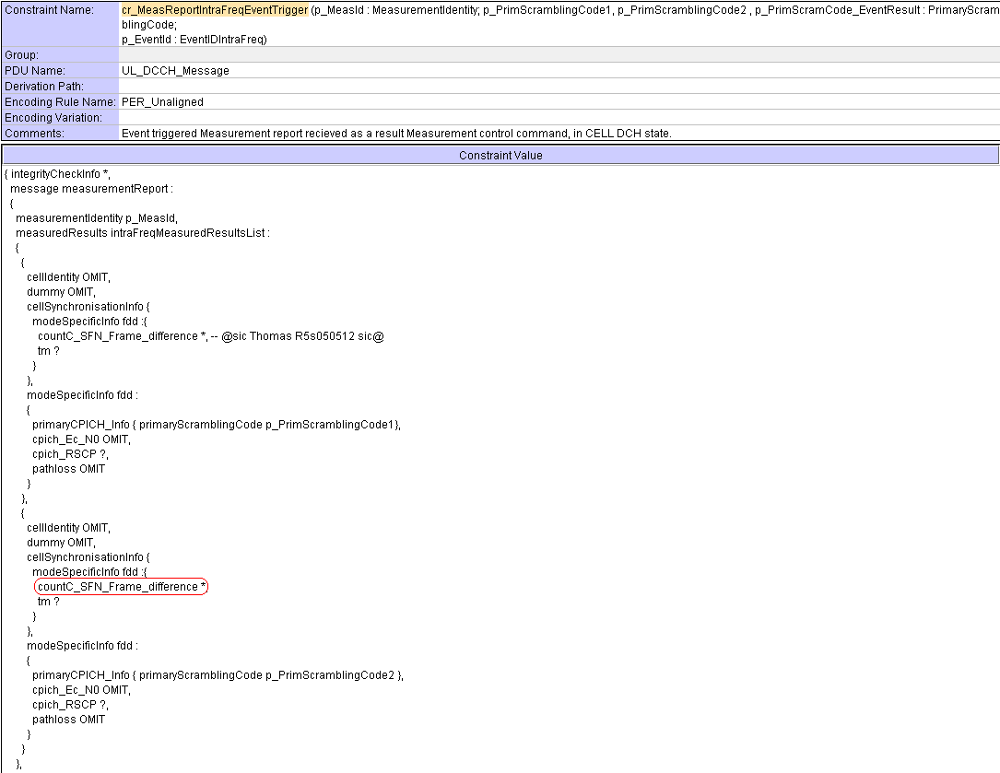 Constraint Name: cr_MeasReportIntraFreqEventTrigger (p_MeasId : MeasurementIdentity; p_PrimScramblingCode1, p_PrimScramblingCode2 , p_PrimScramCode_EventResult : PrimaryScram
blingCode;
p_EventId : EventIDIntraFreq)
Group:
PDU Name: UL_DCCH_Message
Derivation Path:
Encoding Rule Name: PER_Unaligned
Encoding Variation:
Comments: Event triggered Measurement report recieved as a result Measurement control command, in CELL DCH state.
Constraint Value
{ integrityCheckInfo *,
message measurementReport :
{
measurementIdentity p_MeasId,
measuredResults intraFreqMeasuredResultsList :
{
{
cellIdentity OMIT,
dummy OMIT,
cellSynchronisationInfo {
modeSpecificInfo fdd :{
countC_SFN_Frame_difference *, -- @sic Thomas R5s050512 sic@
tm ?
}
},
modeSpecificInfo fdd :
{
primaryCPICH_Info { primaryScramblingCode p_PrimScramblingCode1},
cpich_Ec_N0 OMIT,
cpich_RSCP ?,
pathloss OMIT
}
},
{
cellIdentity OMIT,
dummy OMIT,
cellSynchronisationInfo {
modeSpecificInfo fdd :{
countC_SFN_Frame_difference *,
tm ?
}
},
modeSpecificInfo fdd :
{
primaryCPICH_Info { primaryScramblingCode p_PrimScramblingCode2 },
cpich_Ec_N0 OMIT,
cpich_RSCP ?,
pathloss OMIT
}
}
},